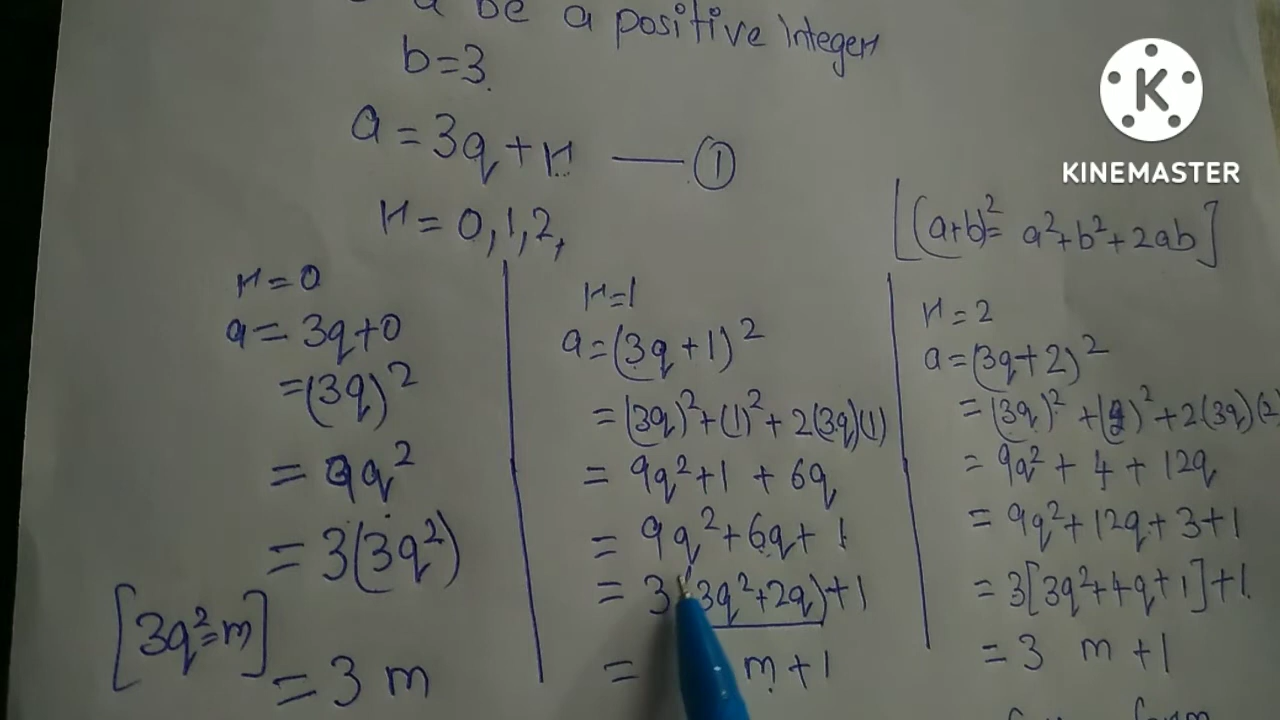 a be a positive Integer
b=3
a = 3q+r —— ①
r = 0,1,2,
KINEMASTER
[(a+b)²= a²+b²+2ab]
r=0
a= 3q+0
=(3q)²
= 9q²
= 3(3q²)
[3q²=m]
= 3 m
r=1
a=(3q+1)²
=(3q)²+(1)²+2(3q)(1)
= 9q²+1 + 6q
= 9q²+6q+1
= 3(3q²+2q)+1
= m+1
r=2
a=(3q+2)²
=(3q)²+(2)²+2(3q)(2)
= 9q²+4+12q
= 9q²+12q+3+1
=3[3q²+4q+1]+1
= 3 m+1
form